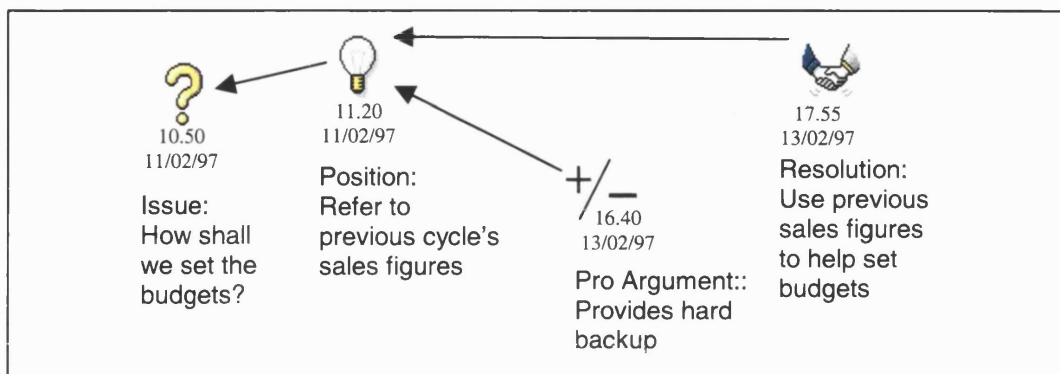 10.50
11/02/97
Issue:
How shall
we set the
budgets?
11.20
11/02/97
Position:
Refer to
previous cycle's
sales figures
+/−
16.40
13/02/97
Pro Argument::
Provides hard
backup
17.55
13/02/97
Resolution:
Use previous
sales figures
to help set
budgets